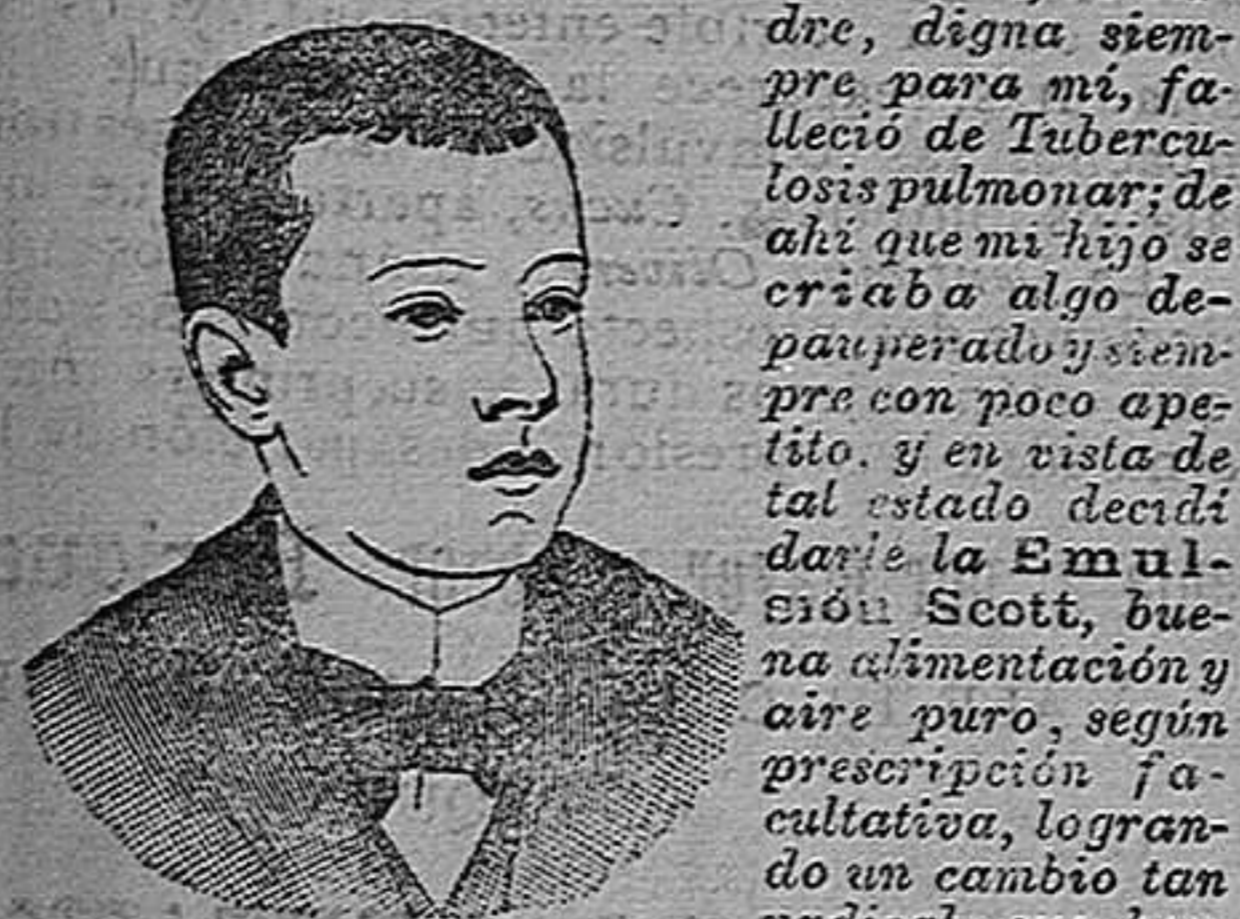 dre, digna siem-
pre para mí, fa-
lleció de Tubercu-
losis pulmonar; de
ahí que mi hijo se
criaba algo de-
pauperado y siem-
pre con poco ape-
tito. y en vista de
tal estado decidí
darle la Emul-
sión Scott, bue-
na alimentación y
aire puro, según
prescripción fa-
cultativa, logran-
do un cambio tan